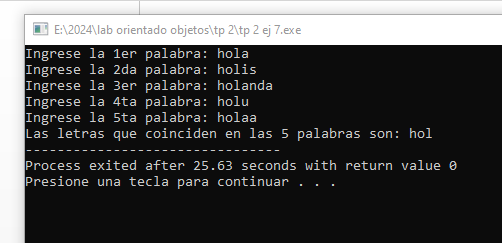 E:\2024\lab orientado objetos\tp 2\tp 2 ej 7.exe
Ingrese la 1er palabra: hola
Ingrese la 2da palabra: holis
Ingrese la 3er palabra: holanda
Ingrese la 4ta palabra: holu
Ingrese la 5ta palabra: holaa
Las letras que coinciden en las 5 palabras son: hol
--------------------------------
Process exited after 25.63 seconds with return value 0
Presione una tecla para continuar . . .